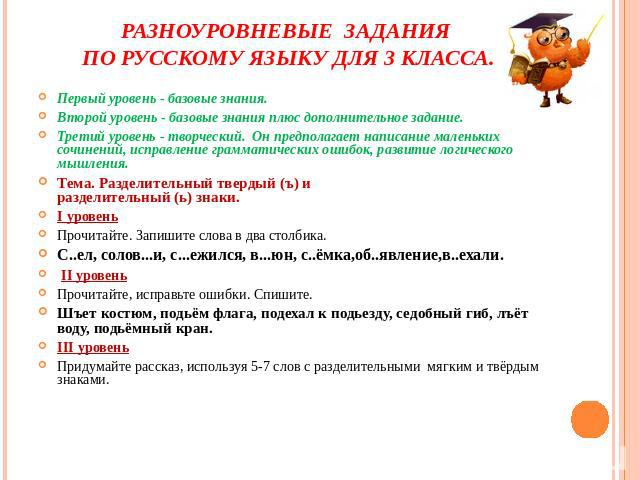 РАЗНОУРОВНЕВЫЕ ЗАДАНИЯ
ПО РУССКОМУ ЯЗЫКУ ДЛЯ 3 КЛАССА.
Первый уровень - базовые знания.
Второй уровень - базовые знания плюс дополнительное задание.
Третий уровень - творческий. Он предполагает написание маленьких
сочинений, исправление грамматических ошибок, развитие логического
мышления.
Тема. Разделительный твердый (ъ) и
разделительный (ь) знаки.
I уровень
Прочитайте. Запишите слова в два столбика.
С..ел, солов...и, с...ежился, в...юн, с..ёмка,об..явление,в..ехали.
II уровень
Прочитайте, исправьте ошибки. Спишите.
Шъет костюм, подьём флага, подехал к подьезду, седобный гиб, лъёт
воду, подьёмный кран.
III уровень
Придумайте рассказ, используя 5-7 слов с разделительными мягким и твёрдым
знаками.